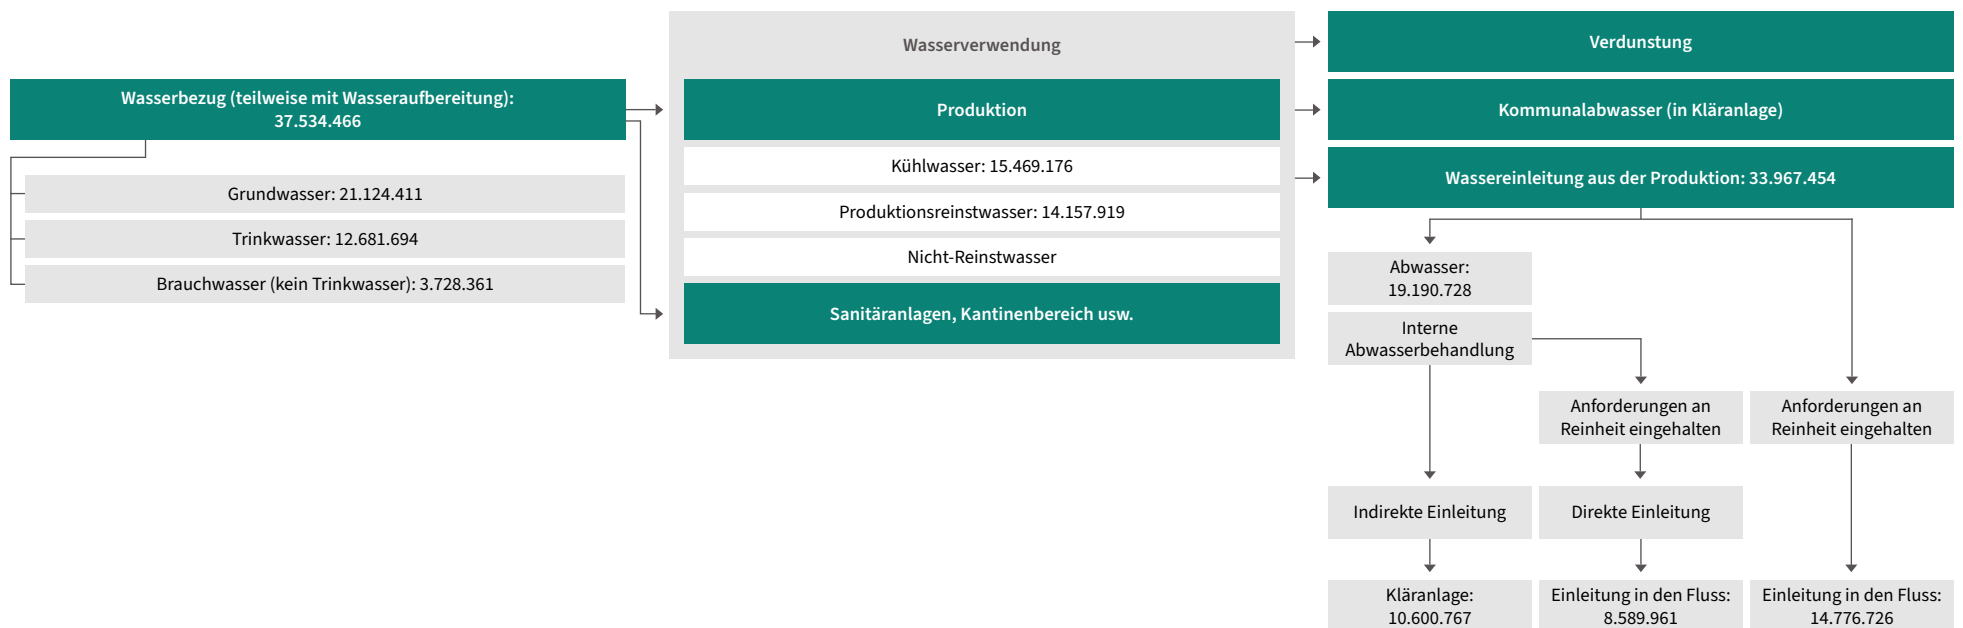 Wasserbezug (teilweise mit Wasseraufbereitung):
37.534.466
Grundwasser: 21.124.411
Trinkwasser: 12.681.694
Brauchwasser (kein Trinkwasser): 3.728.361
Wasserverwendung
Produktion
Kühlwasser: 15.469.176
Produktionsreinstwasser: 14.157.919
Nicht-Reinstwasser
Sanitäranlagen, Kantinenbereich usw.
Verdunstung
Kommunalabwasser (in Kläranlage)
Wassereinleitung aus der Produktion: 33.967.454
Abwasser:
19.190.728
Interne
Abwasserbehandlung
Anforderungen an
Reinheit eingehalten
Anforderungen an
Reinheit eingehalten
Indirekte Einleitung
Direkte Einleitung
Kläranlage:
10.600.767
Einleitung in den Fluss:
8.589.961
Einleitung in den Fluss:
14.776.726